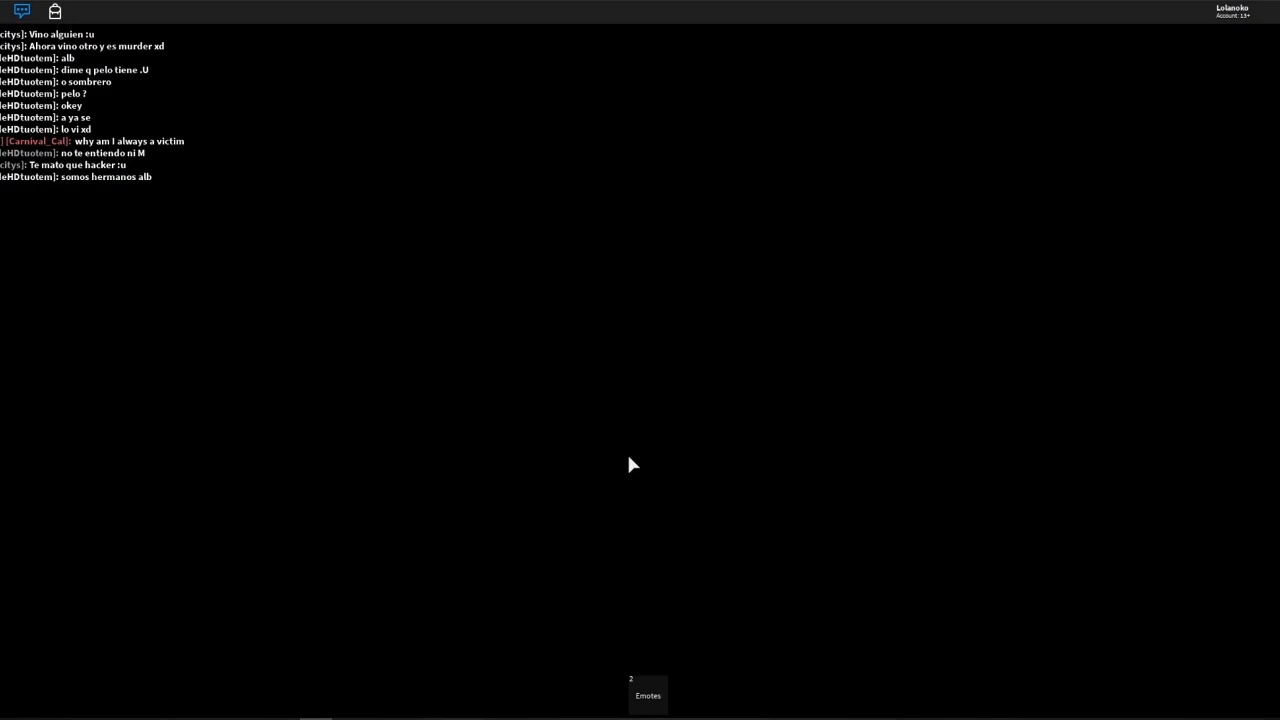 Lolanoko
Account: 13+
citys]: Vino alguien :u
citys]: Ahora vino otro y es murder xd
leHDtuotem]: alb
leHDtuotem]: dime q pelo tiene .U
leHDtuotem]: o sombrero
leHDtuotem]: pelo ?
leHDtuotem]: okey
leHDtuotem]: a ya se
leHDtuotem]: lo vi xd
] [Carnival_Cal]: why am I always a victim
leHDtuotem]: no te entiendo ni M
citys]: Te mato que hacker :u
leHDtuotem]: somos hermanos alb
2
Emotes